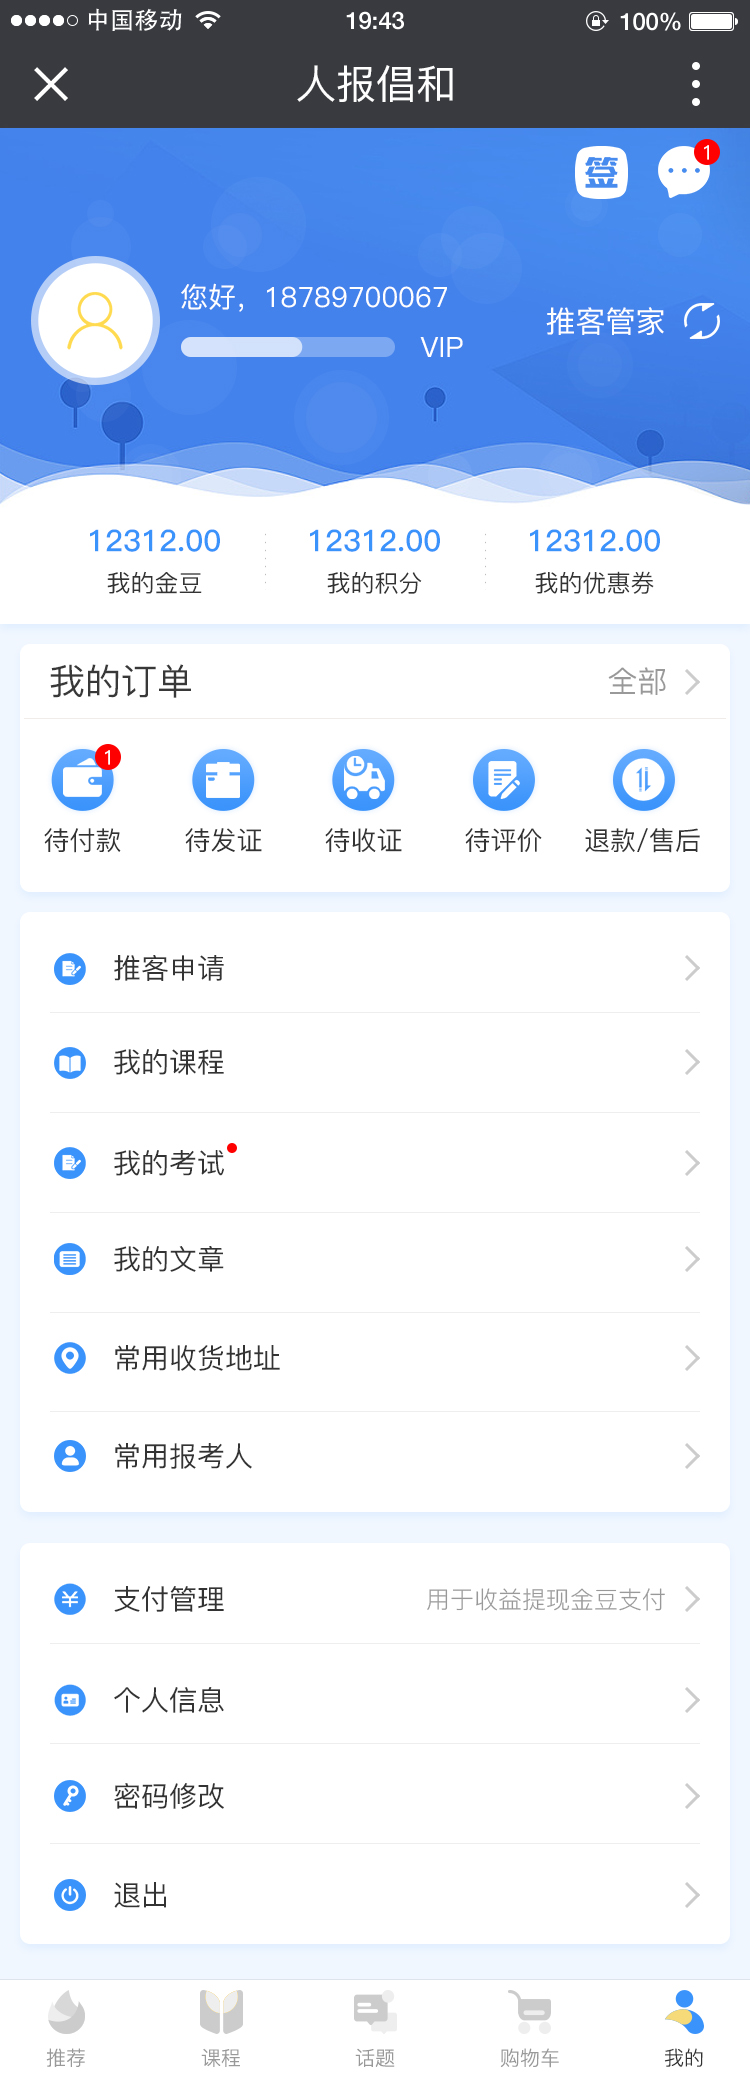 中国移动 19:43 100%
人报倡和
签 1
您好，18789700067
VIP
推客管家
12312.00 12312.00 12312.00
我的金豆 我的积分 我的优惠券
我的订单 全部
1
待付款 待发证 待收证 待评价 退款/售后
推客申请
我的课程
我的考试
我的文章
常用收货地址
常用报考人
支付管理 用于收益提现金豆支付
个人信息
密码修改
退出
推荐 课程 话题 购物车 我的